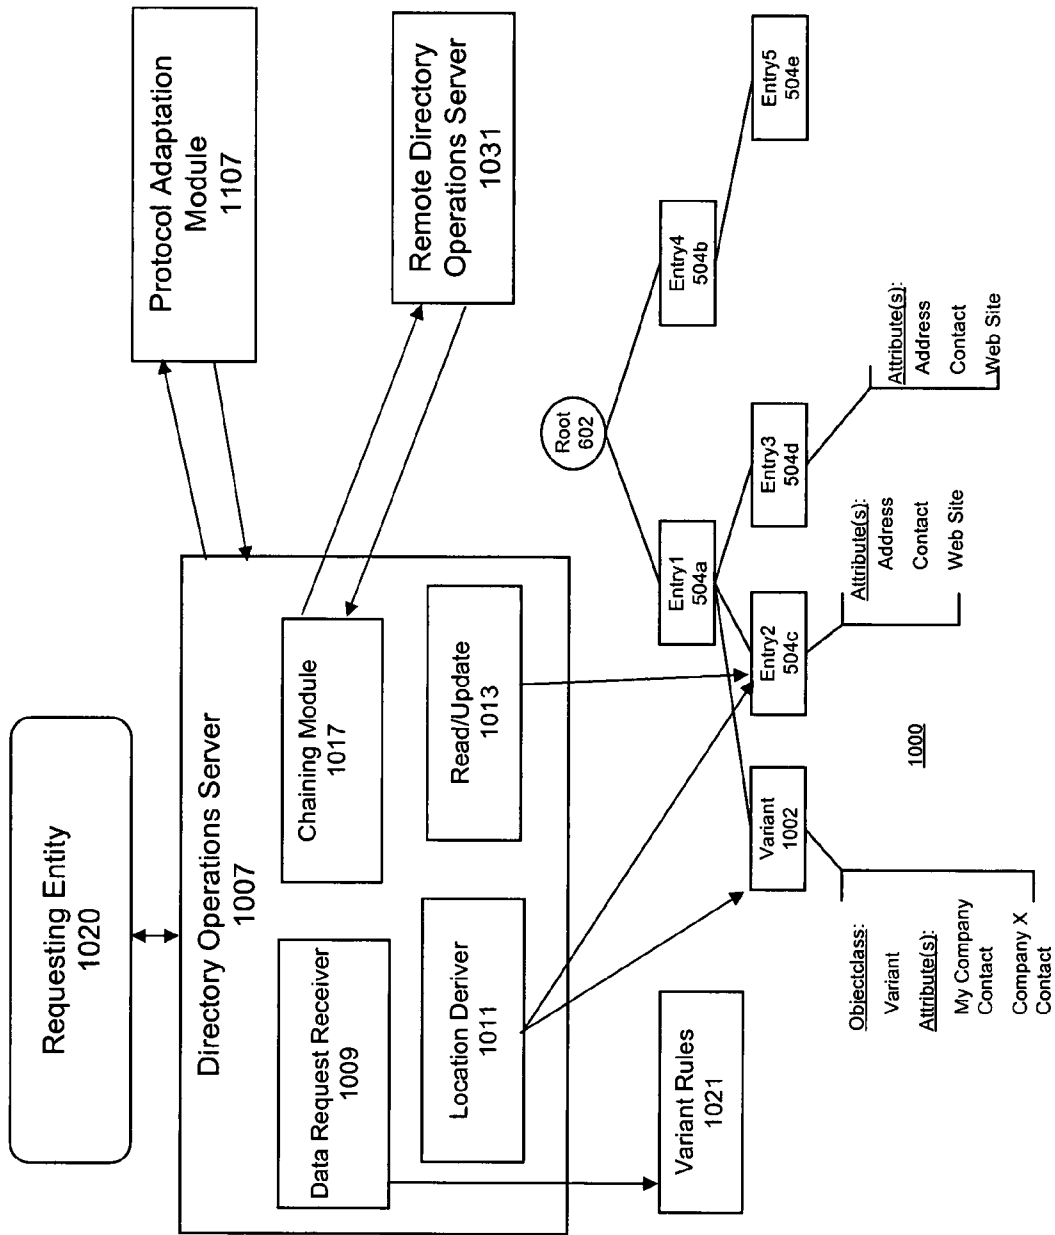 Requesting Entity
1020
Directory Operations Server
1007
Data Request Receiver
1009
Chaining Module
1017
Location Deriver
1011
Read/Update
1013
Protocol Adaptation
Module
1107
Remote Directory
Operations Server
1031
Variant Rules
1021
Root
602
Entry1
504a
Entry4
504b
Variant
1002
Entry2
504c
Entry3
504d
Entry5
504e
Objectclass:
Variant
Attribute(s):
My Company
Contact
Company X
Contact
Attribute(s):
Address
Contact
Web Site
Attribute(s):
Address
Contact
Web Site
1000